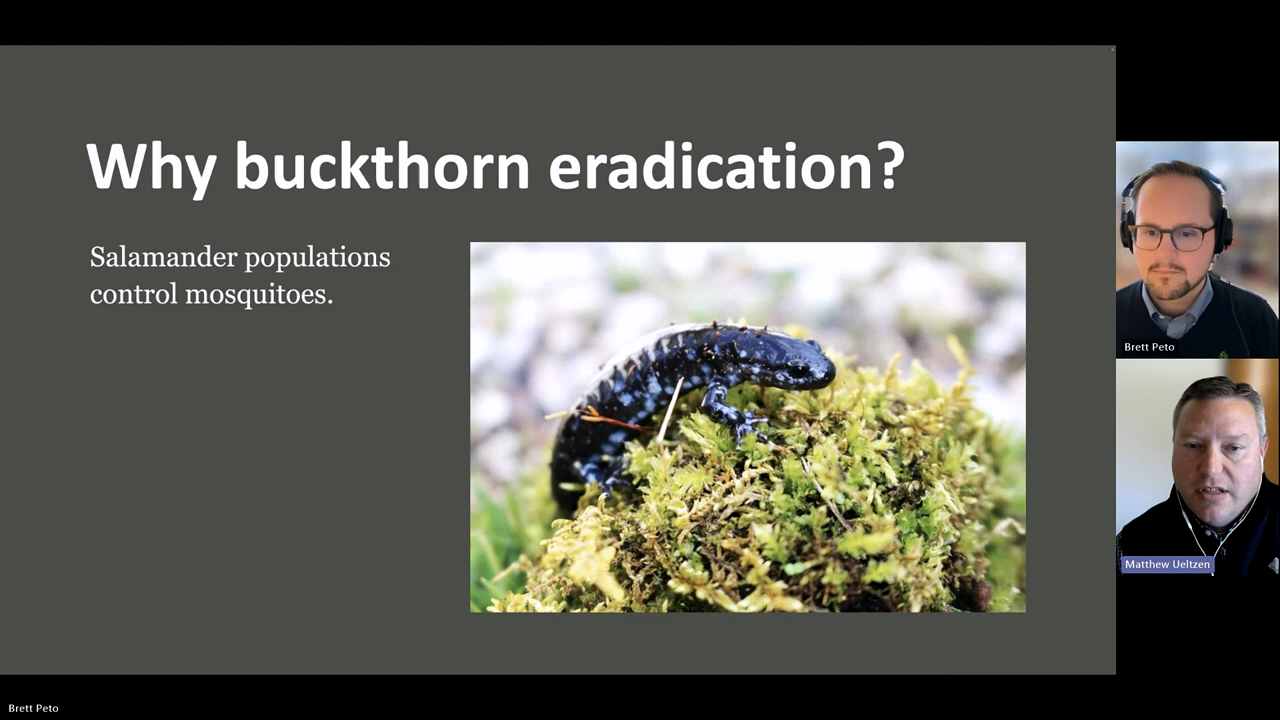 Why buckthorn eradication?
Salamander populations
control mosquitoes.
Brett Peto
Matthew Ueltzen
Brett Peto